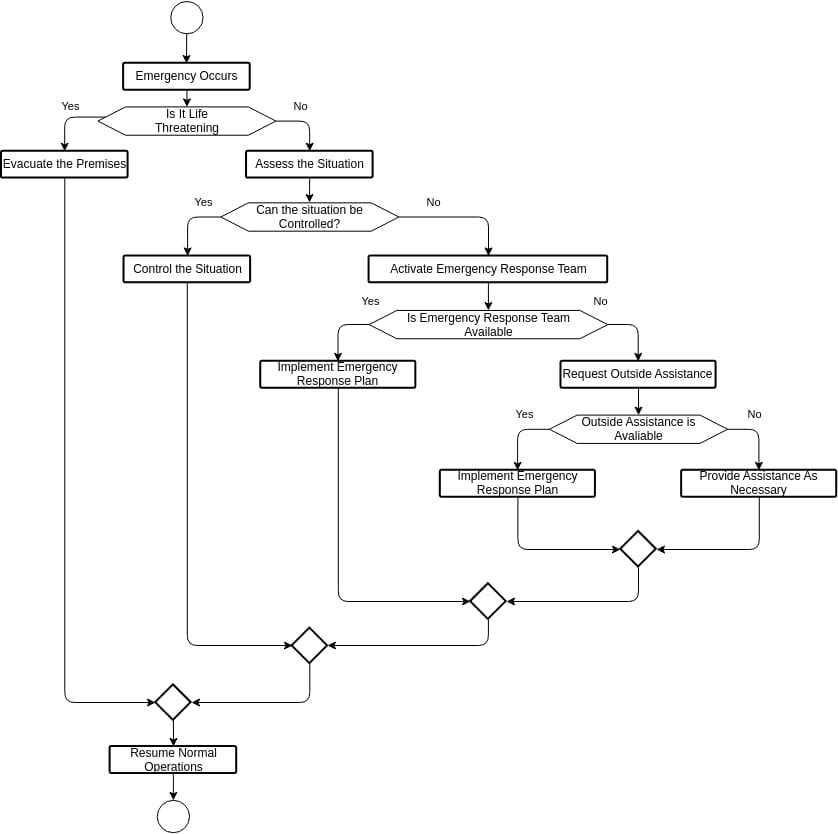 Emergency Occurs
Is It Life
Threatening
Yes
No
Evacuate the Premises
Assess the Situation
Can the situation be
Controlled?
Yes
No
Control the Situation
Activate Emergency Response Team
Is Emergency Response Team
Available
Yes
No
Implement Emergency
Response Plan
Request Outside Assistance
Outside Assistance is
Avaliable
Yes
No
Implement Emergency
Response Plan
Provide Assistance As
Necessary
Resume Normal
Operations